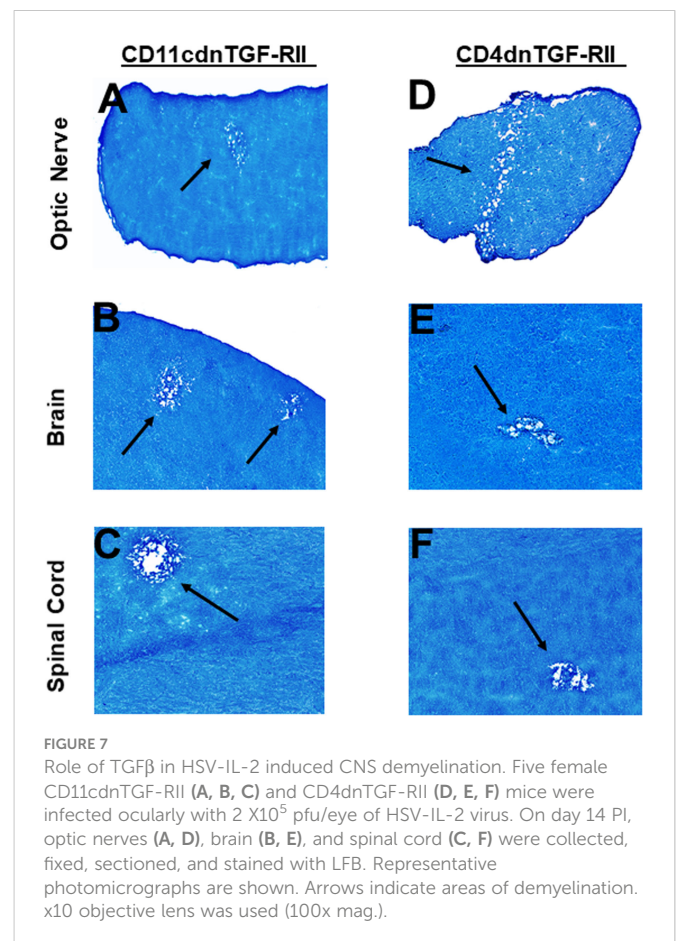 CD11cdnTGF-RII
CD4dnTGF-RII
Optic Nerve
A
D
Brain
B
E
Spinal Cord
C
F
FIGURE 7
Role of TGFβ in HSV-IL-2 induced CNS demyelination. Five female
CD11cdnTGF-RII (A, B, C) and CD4dnTGF-RII (D, E, F) mice were
infected ocularly with 2 X10⁵ pfu/eye of HSV-IL-2 virus. On day 14 PI,
optic nerves (A, D), brain (B, E), and spinal cord (C, F) were collected,
fixed, sectioned, and stained with LFB. Representative
photomicrographs are shown. Arrows indicate areas of demyelination.
x10 objective lens was used (100x mag.).